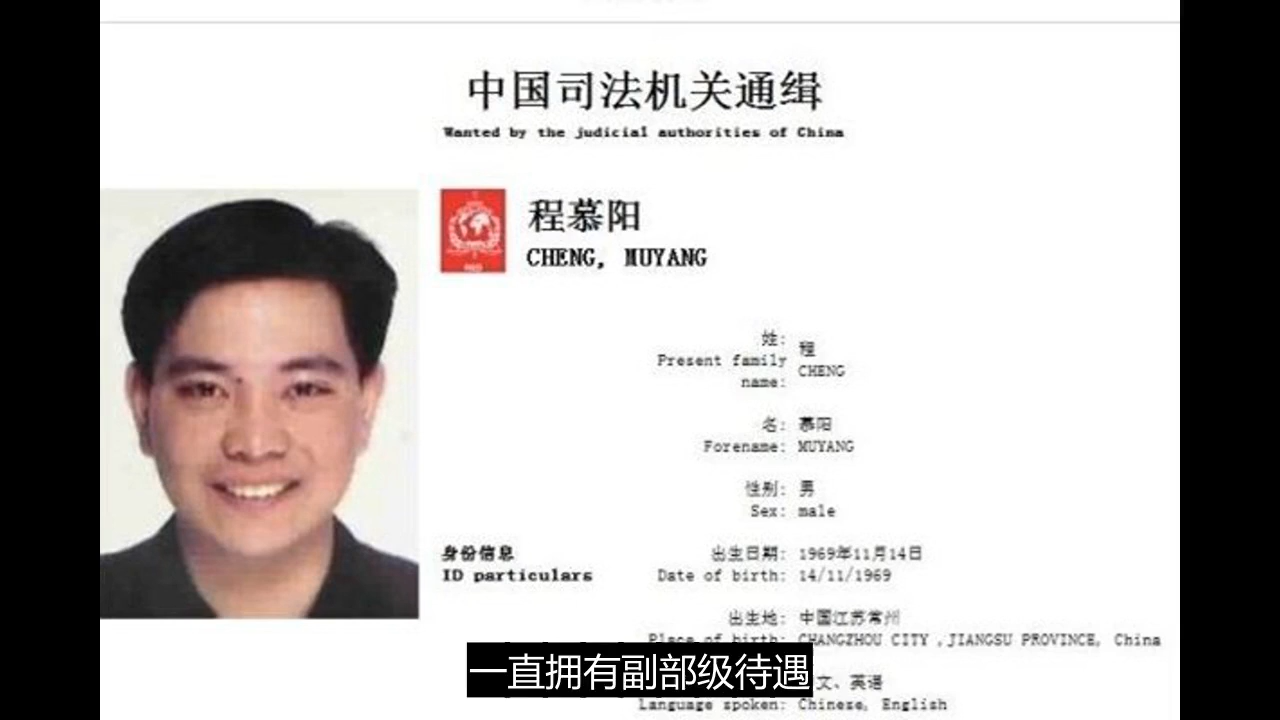 中国司法机关通缉
Wanted by the judicial authorities of China
程慕阳
CHENG, MUYANG
姓: 程
Present family name: CHENG
名: 慕阳
Forename: MUYANG
性别: 男
Sex: male
身份信息
ID particulars
出生日期: 1969年11月14日
Date of birth: 14/11/1969
出生地: 中国江苏常州
Place of birth: CHANGZHOU CITY ,JIANGSU PROVINCE, China
一直拥有副部级待遇
文、英语
Language spoken: Chinese, English